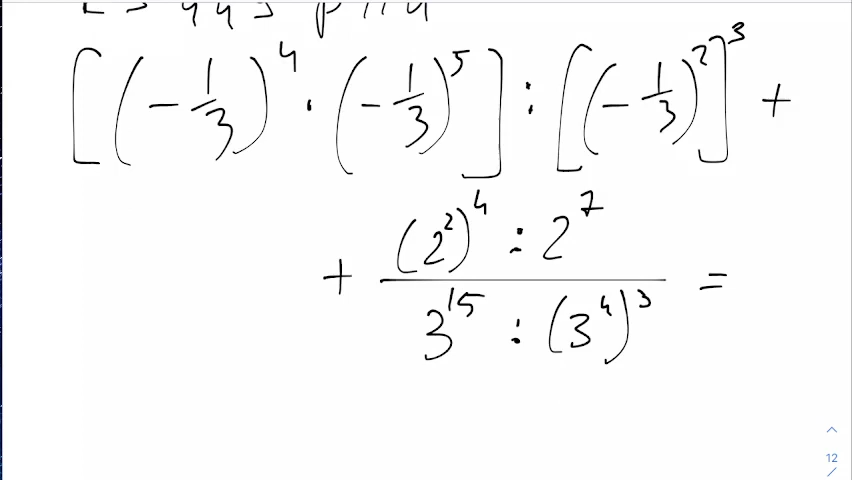 [(-1/3)^4 · (-1/3)^5] : [(-1/3)^2]^3 +
+ ((2^2)^4 : 2^7)/(3^15 : (3^4)^3) =
12